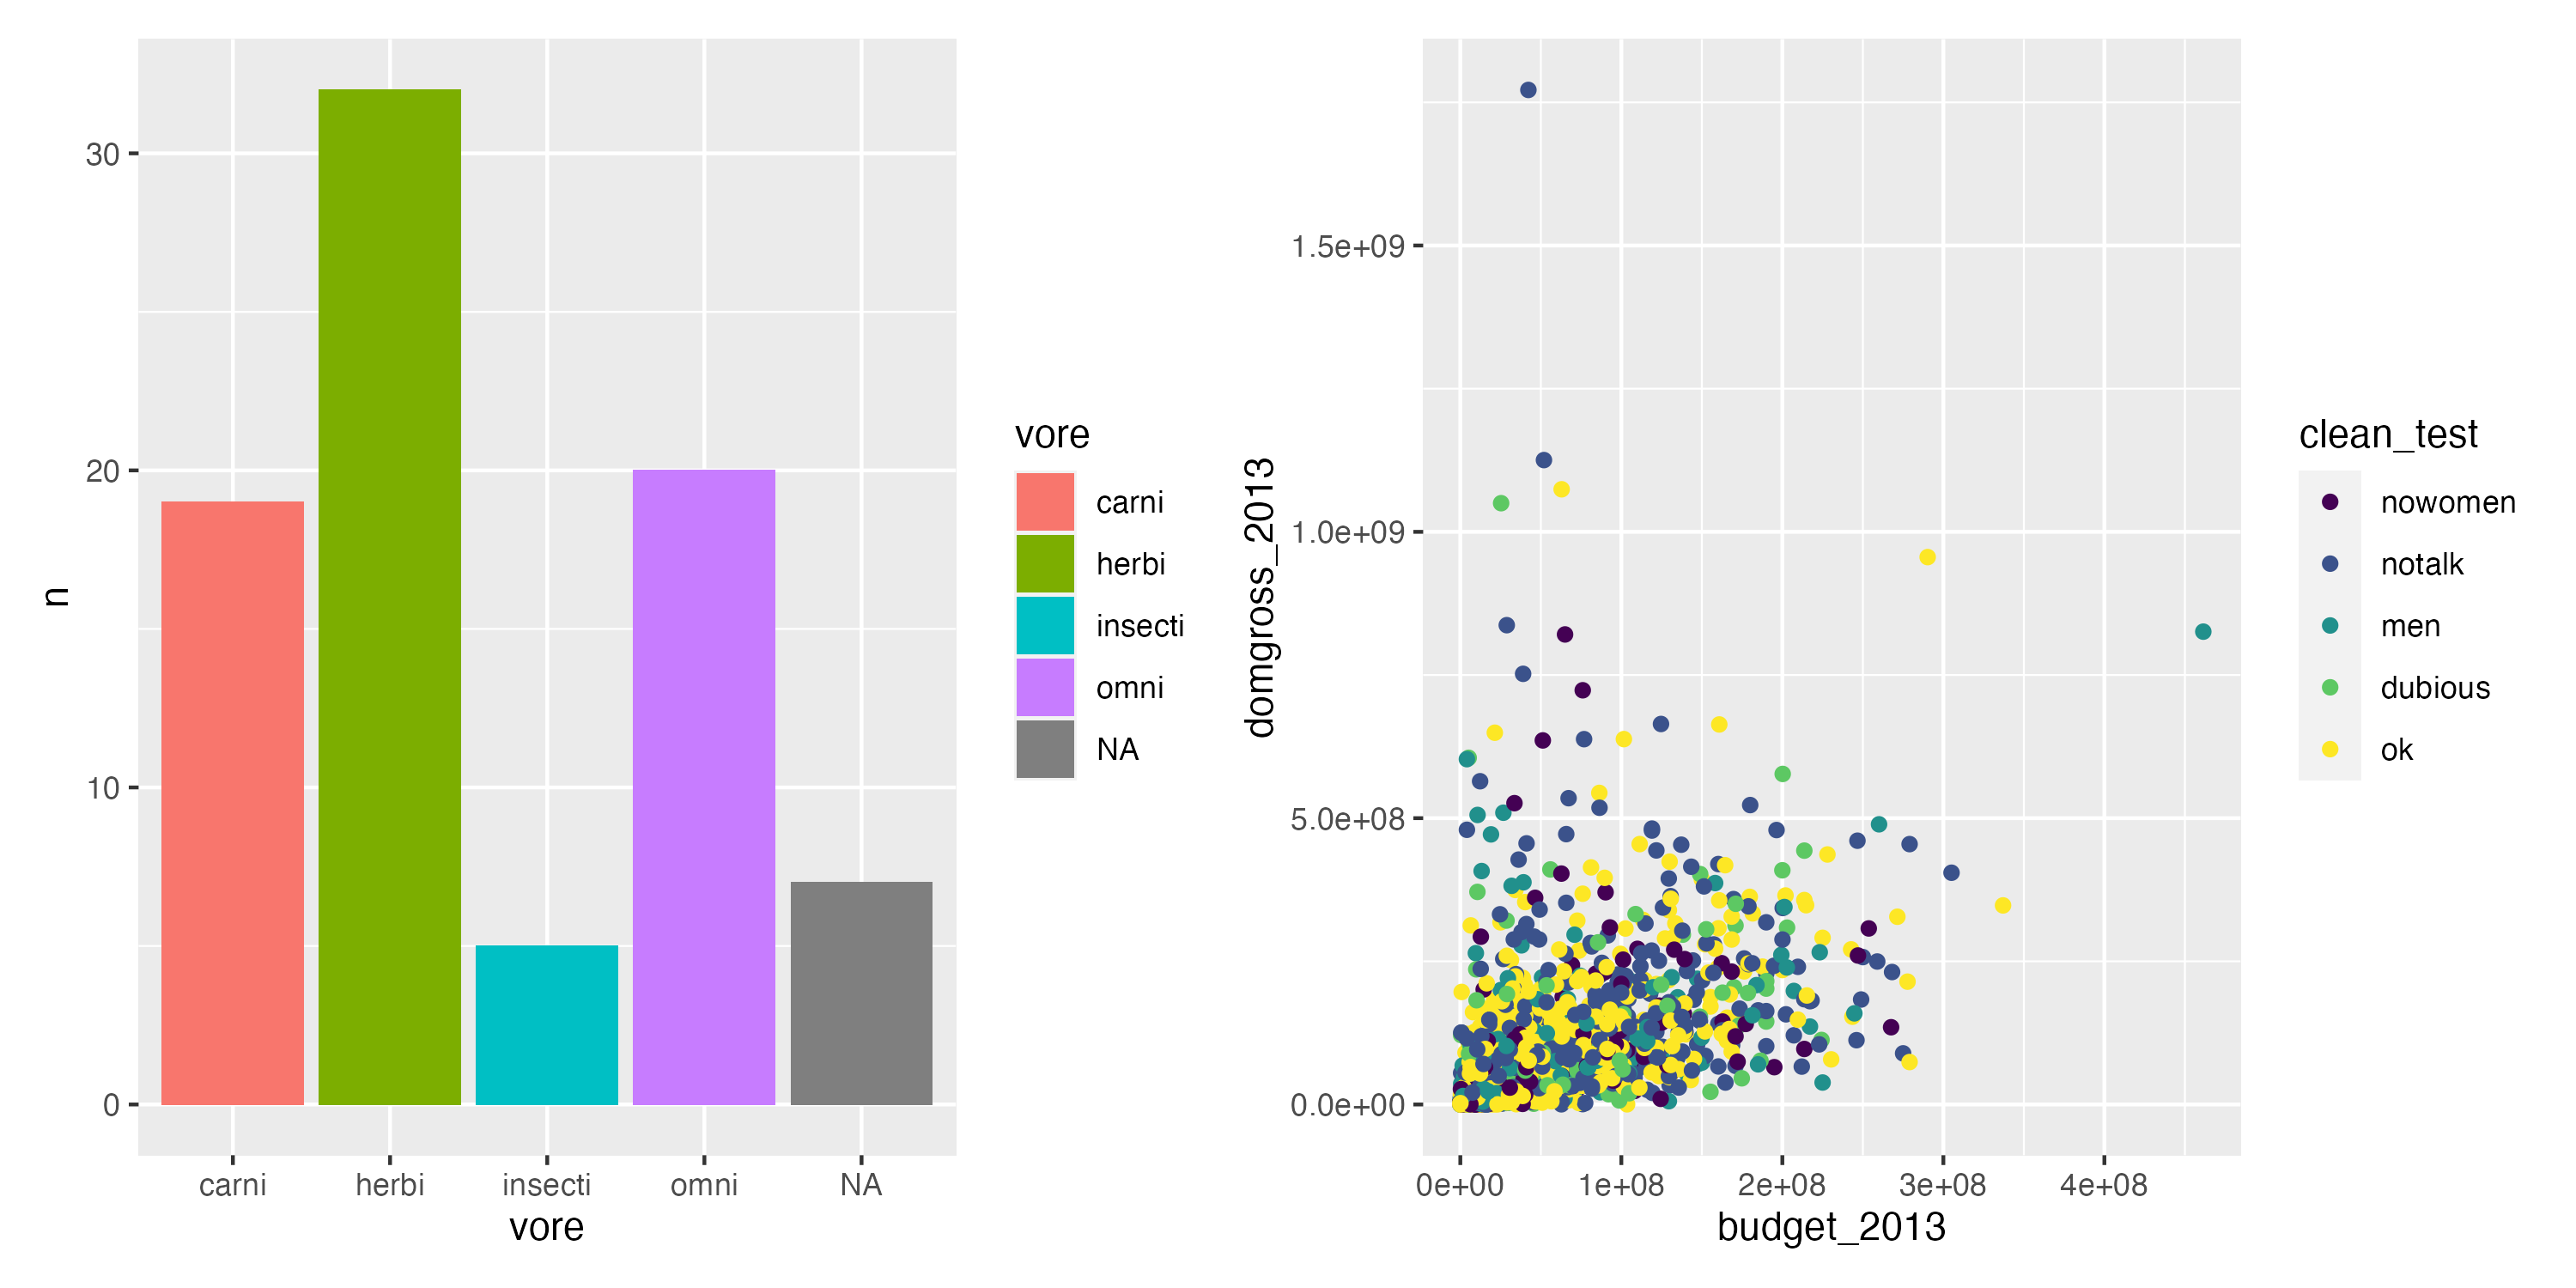 30
20
10
0
n
carni herbi insecti omni NA
vore
vore
carni
herbi
insecti
omni
NA
1.5e+09
1.0e+09
5.0e+08
0.0e+00
domgross_2013
0e+00 1e+08 2e+08 3e+08 4e+08
budget_2013
clean_test
nowomen
notalk
men
dubious
ok